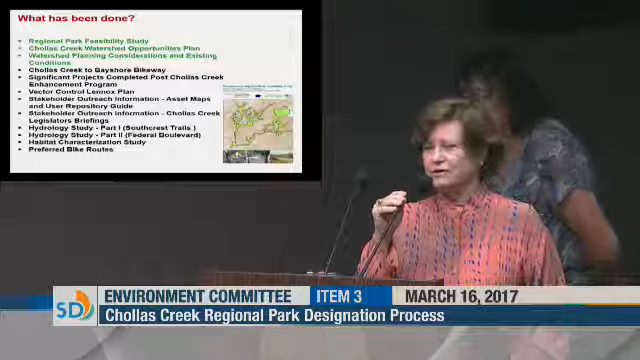 What has been done?
Regional Park Feasibility Study
Chollas Creek Watershed Opportunities Plan
Watershed Planning Considerations and Existing
Conditions
Chollas Creek to Bayshore Bikeway
Significant Projects Completed Post Chollas Creek
Enhancement Program
Vector Control Lennox Plan
Stakeholder Outreach Information - Asset Maps
and User Repository Guide
Stakeholder Outreach Information - Chollas Creek
Legislators Briefings
Hydrology Study - Part I (Southcrest Trails )
Hydrology Study - Part II (Federal Boulevard)
Habitat Characterization Study
Preferred Bike Routes
SD
ENVIRONMENT COMMITTEE
ITEM 3
MARCH 16, 2017
Chollas Creek Regional Park Designation Process